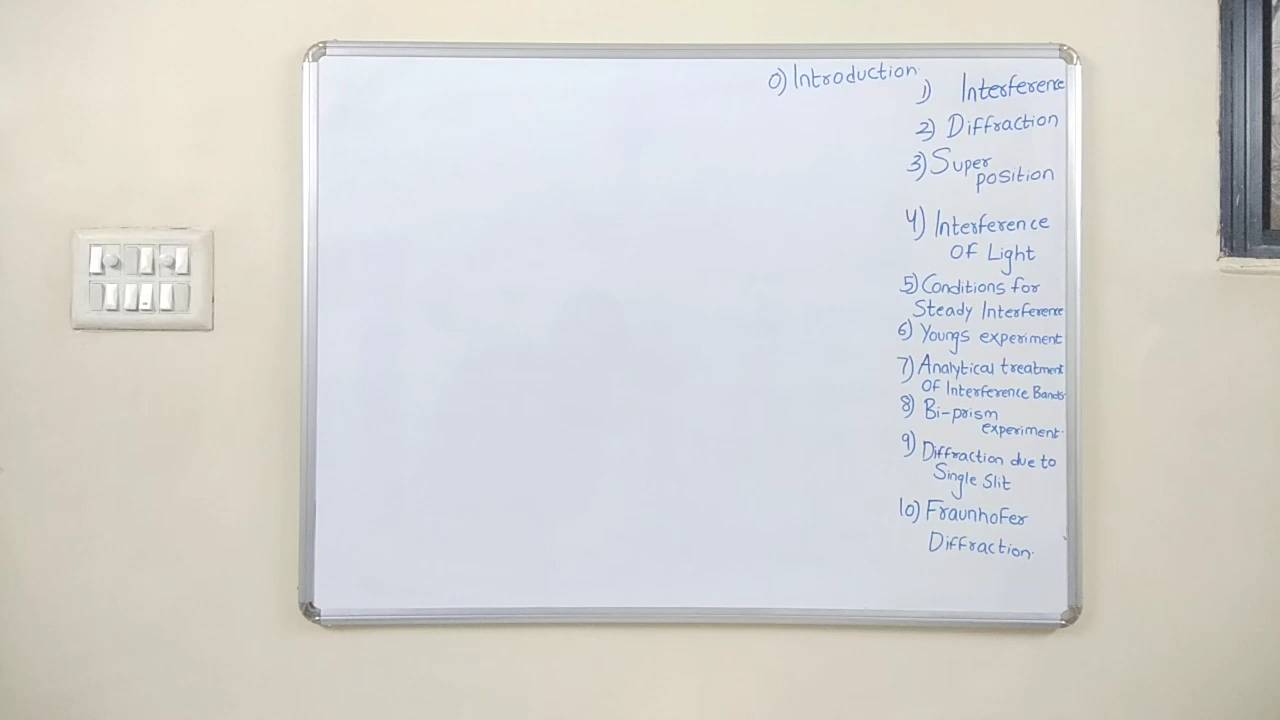 0) Introduction.
1) Interference
2) Diffraction
3) Super
position
4) Interference
Of Light
5) Conditions for
Steady Interference
6) Youngs experiment
7) Analytical treatment
Of Interference Bands
8) Bi-prism
experiment.
9) Diffraction due to
Single Slit
10) Fraunhofer
Diffraction.